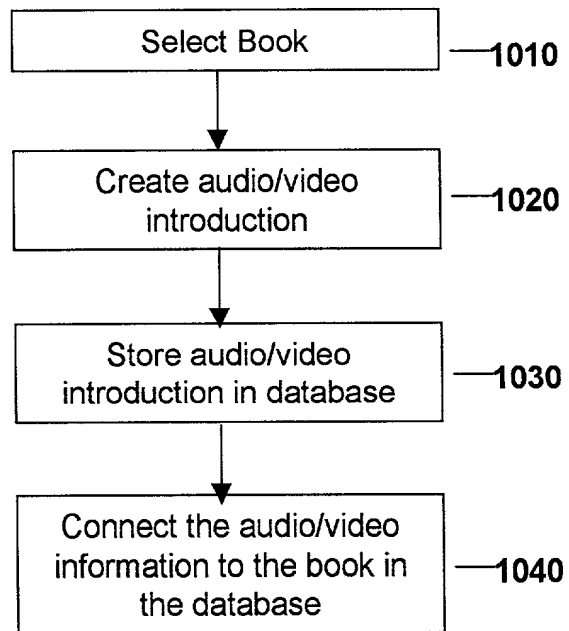 Select Book
1010
Create audio/video
introduction
1020
Store audio/video
introduction in database
1030
Connect the audio/video
information to the book in
the database
1040